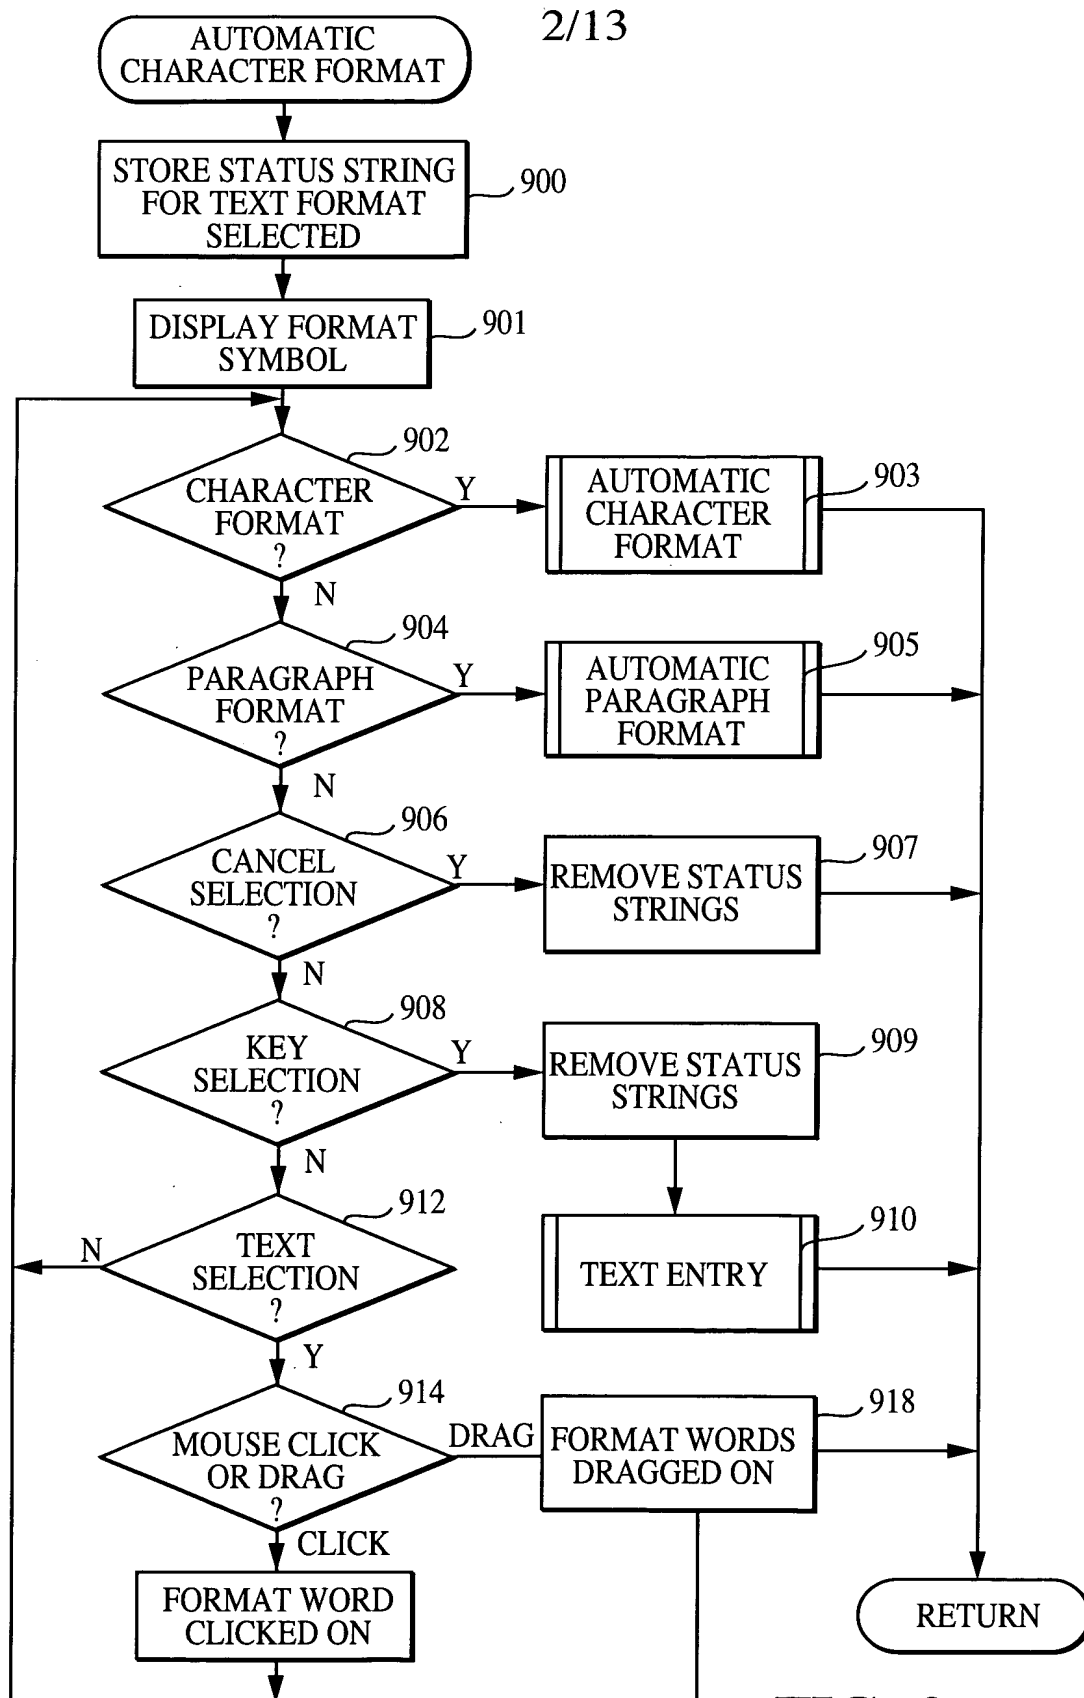 2/13
AUTOMATIC
CHARACTER FORMAT
STORE STATUS STRING
FOR TEXT FORMAT
SELECTED
900
DISPLAY FORMAT
SYMBOL
901
902
CHARACTER
FORMAT
?
Y
N
AUTOMATIC
CHARACTER
FORMAT
903
904
PARAGRAPH
FORMAT
?
Y
N
AUTOMATIC
PARAGRAPH
FORMAT
905
906
CANCEL
SELECTION
?
Y
N
REMOVE STATUS
STRINGS
907
908
KEY
SELECTION
?
Y
N
REMOVE STATUS
STRINGS
909
912
TEXT
SELECTION
?
N
Y
TEXT ENTRY
910
914
MOUSE CLICK
OR DRAG
?
DRAG
CLICK
FORMAT WORDS
DRAGGED ON
918
FORMAT WORD
CLICKED ON
RETURN